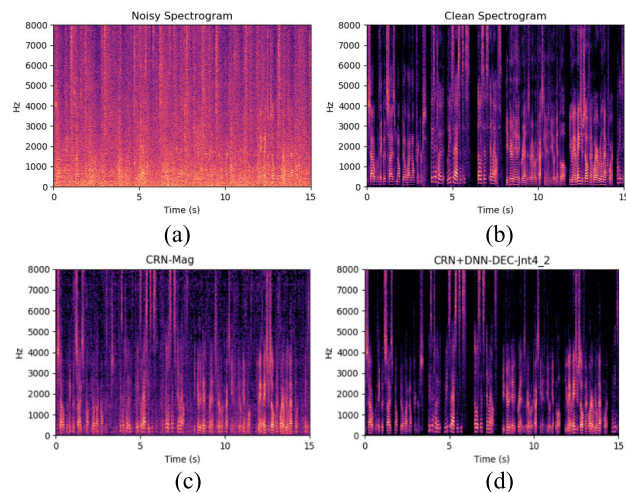 Noisy Spectrogram
Hz
8000
7000
6000
5000
4000
3000
2000
1000
0
0 5 10 15
Time (s)
(a)
Clean Spectrogram
Hz
8000
7000
6000
5000
4000
3000
2000
1000
0
0 5 10 15
Time (s)
(b)
CRN-Mag
Hz
8000
7000
6000
5000
4000
3000
2000
1000
0
0 5 10 15
Time (s)
(c)
CRN+DNN-DEC-Jnt4_2
Hz
8000
7000
6000
5000
4000
3000
2000
1000
0
0 5 10 15
Time (s)
(d)